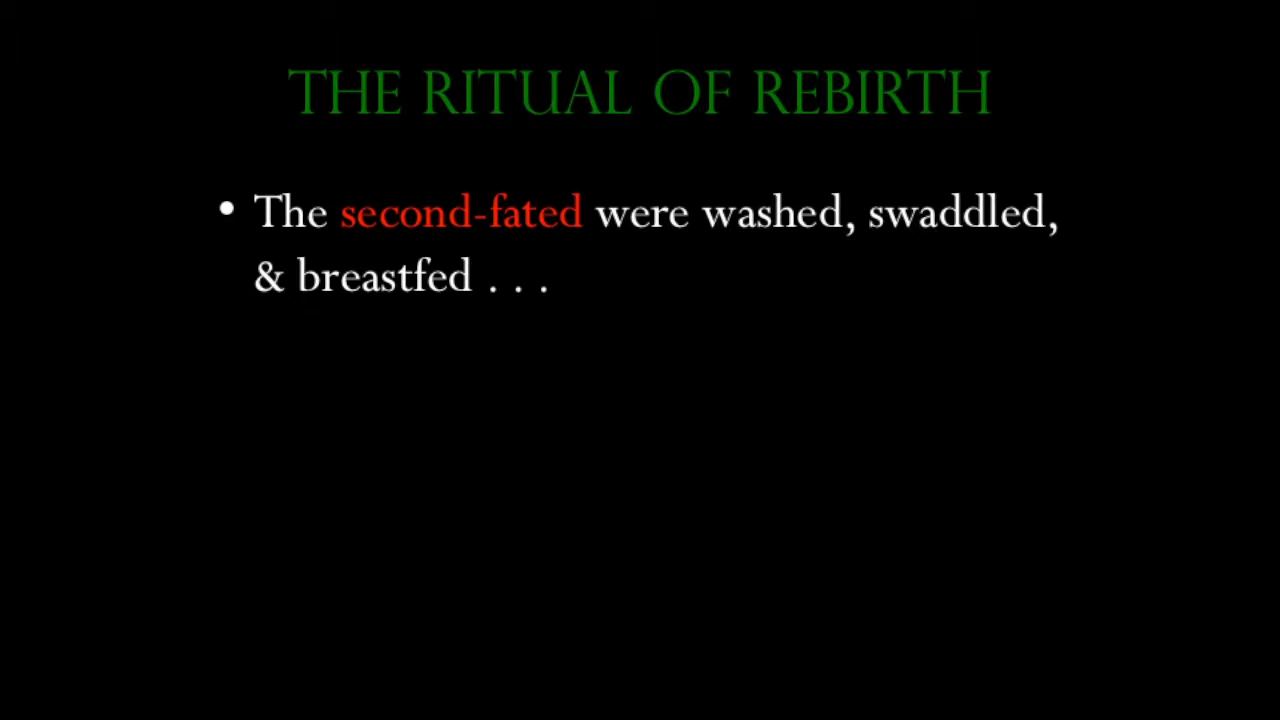 THE RITUAL OF REBIRTH
• The second-fated were washed, swaddled,
& breastfed . . .